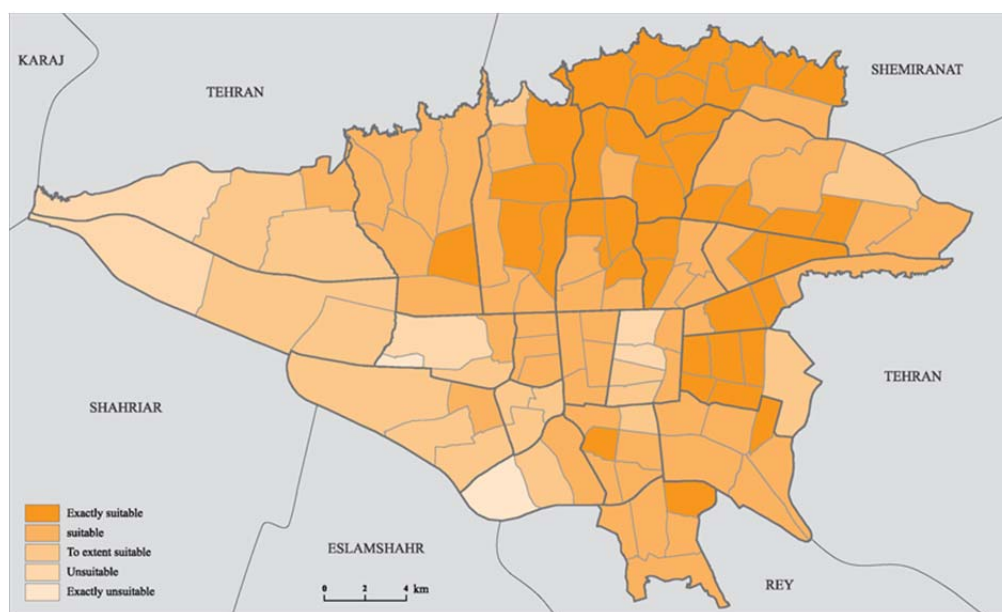 KARAJ
SHEMIRANAT
TEHRAN
TEHRAN
SHAHRIAR
Exactly suitable
suitable
To extent suitable
Unsuitable
Exactly unsuitable
ESLAMSHAHR
0 2 4 km
REY